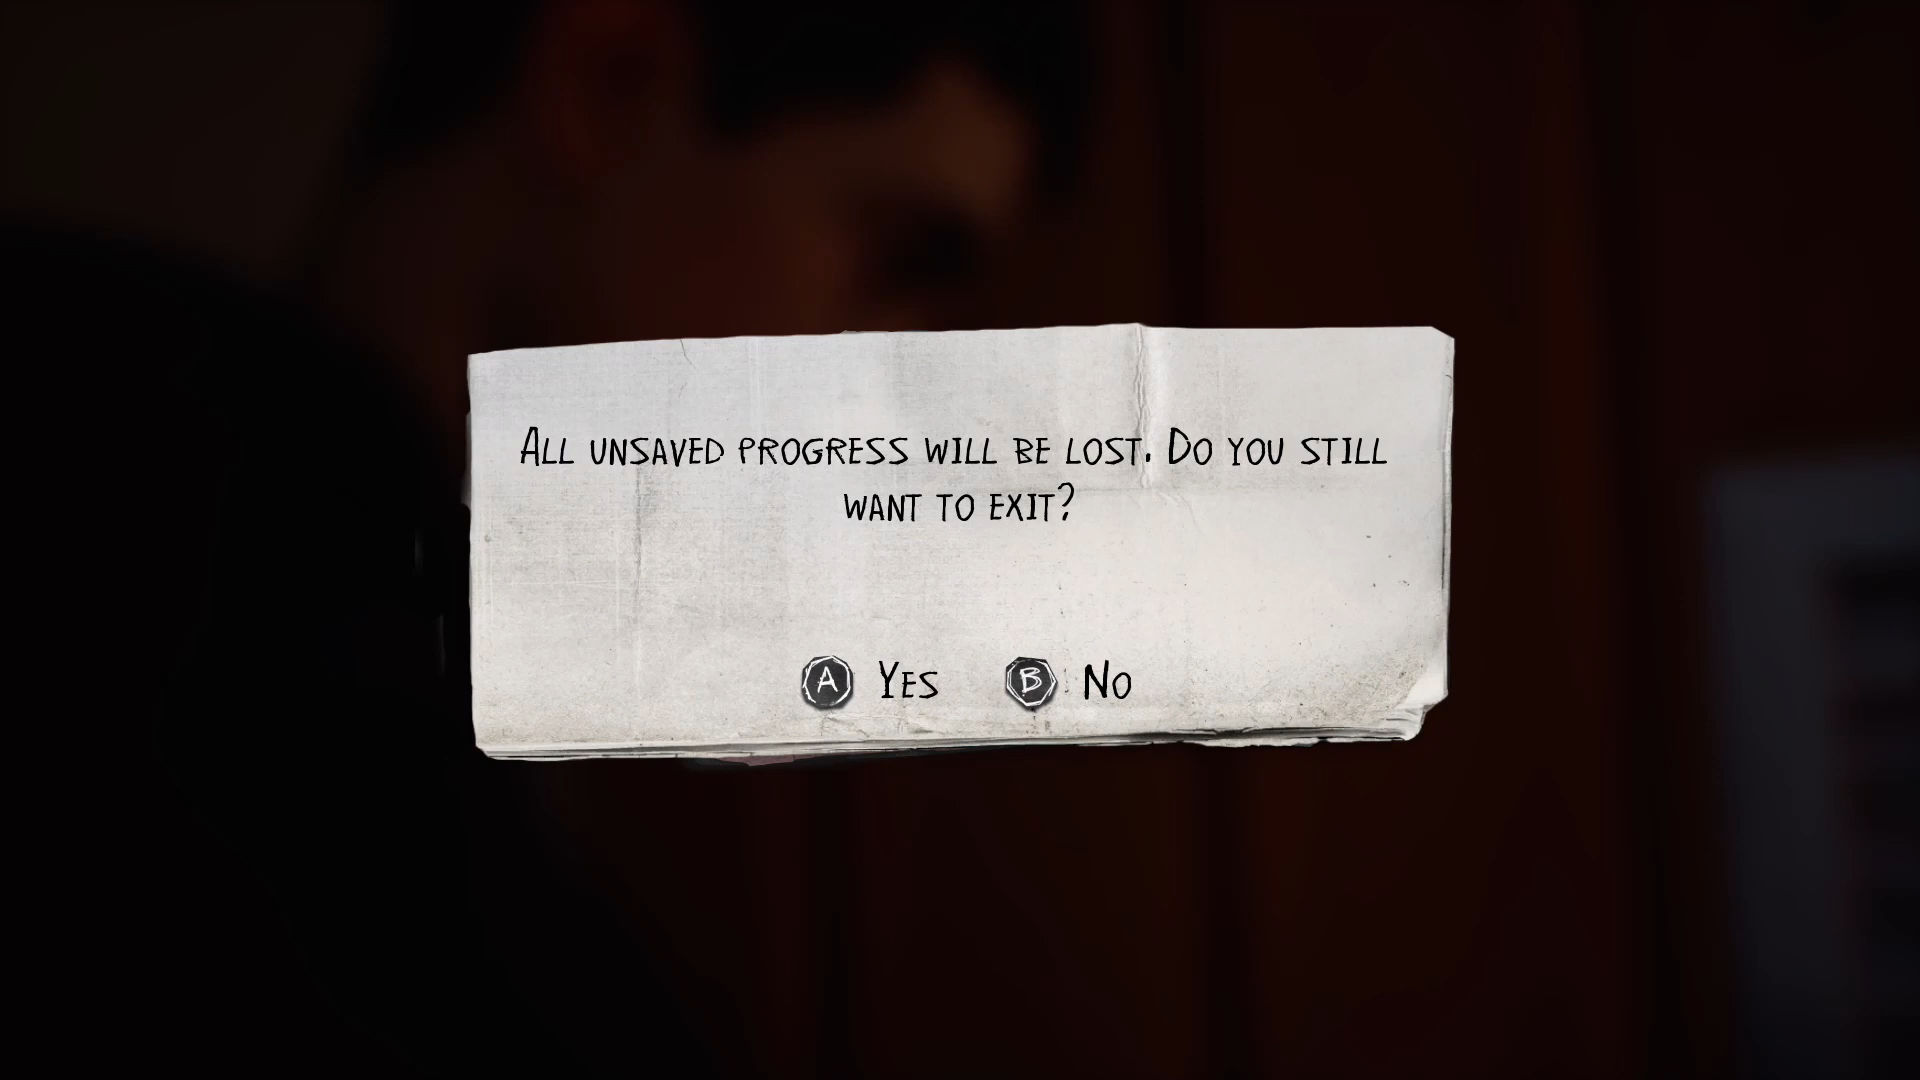 All unsaved progress will be lost. Do you still
want to exit?
A Yes B No